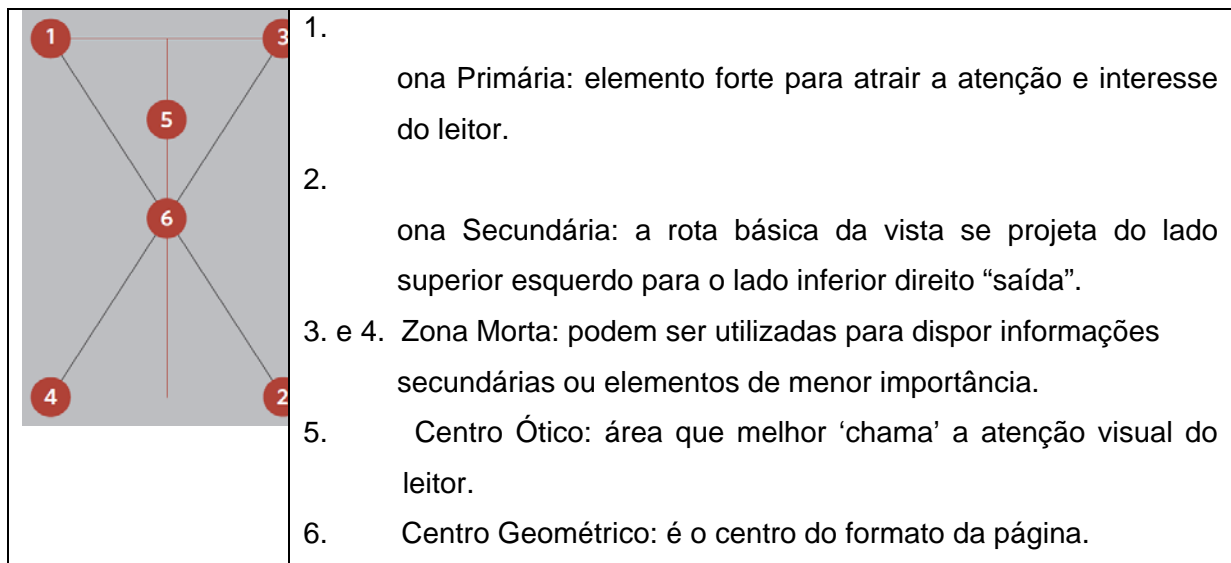 1
3
5
6
4
2
1.
ona Primária: elemento forte para atrair a atenção e interesse
do leitor.
2.
ona Secundária: a rota básica da vista se projeta do lado
superior esquerdo para o lado inferior direito “saída”.
3. e 4. Zona Morta: podem ser utilizadas para dispor informações
secundárias ou elementos de menor importância.
5. Centro Ótico: área que melhor ‘chama’ a atenção visual do
leitor.
6. Centro Geométrico: é o centro do formato da página.